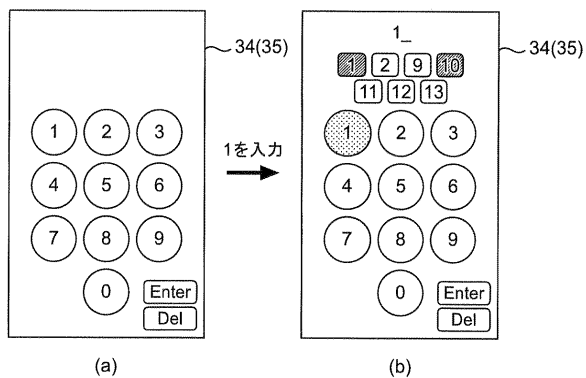 34(35)
1 2 3
4 5 6
7 8 9
0 Enter
Del
(a)
1を入力
1_
34(35)
1 2 9 10
11 12 13
1 2 3
4 5 6
7 8 9
0 Enter
Del
(b)